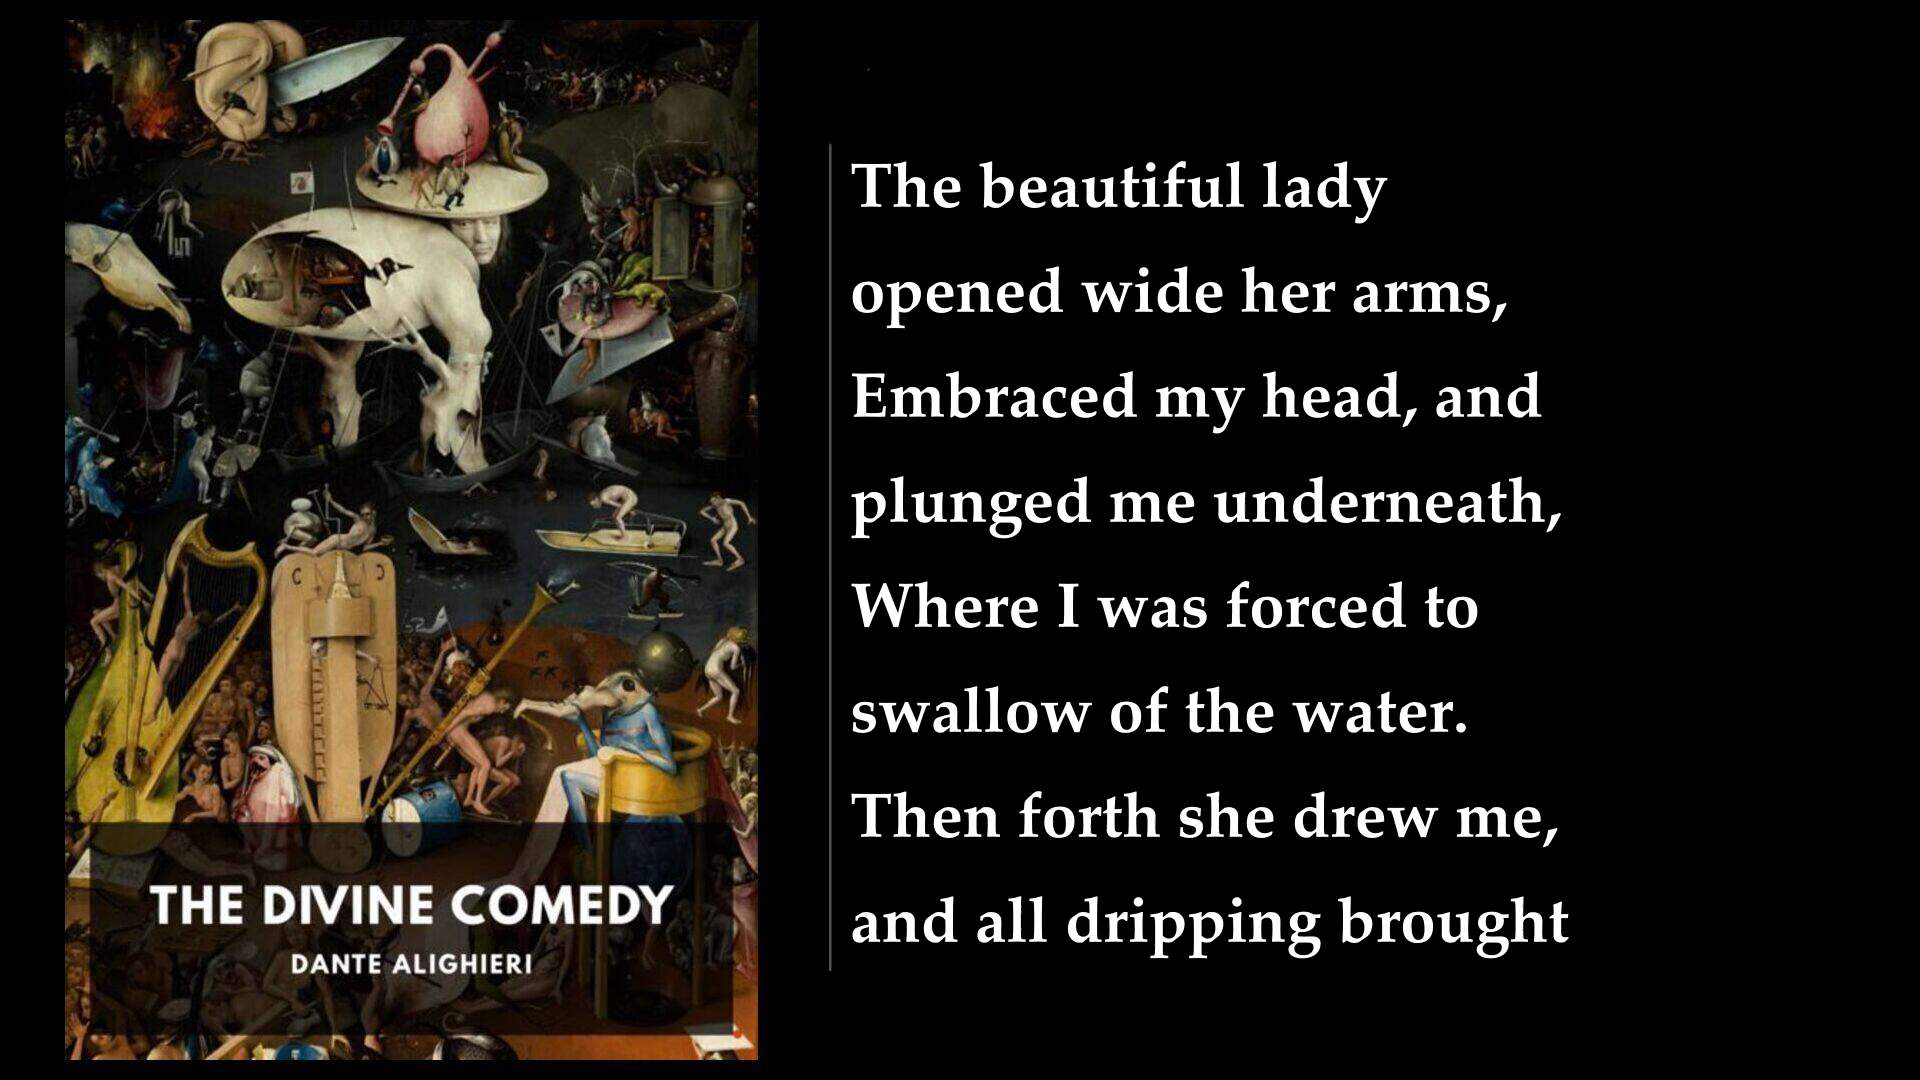 THE DIVINE COMEDY
DANTE ALIGHIERI
The beautiful lady
opened wide her arms,
Embraced my head, and
plunged me underneath,
Where I was forced to
swallow of the water.
Then forth she drew me,
and all dripping brought